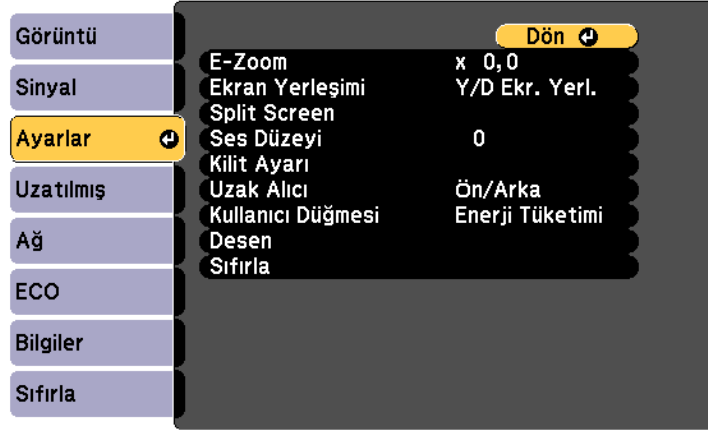 Görüntü
Sinyal
Ayarlar
Uzatılmış
Ağ
ECO
Bilgiler
Sıfırla
Dön
E-Zoom x 0,0
Ekran Yerleşimi Y/D Ekr. Yerl.
Split Screen
Ses Düzeyi 0
Kilit Ayarı
Uzak Alıcı Ön/Arka
Kullanıcı Düğmesi Enerji Tüketimi
Desen
Sıfırla